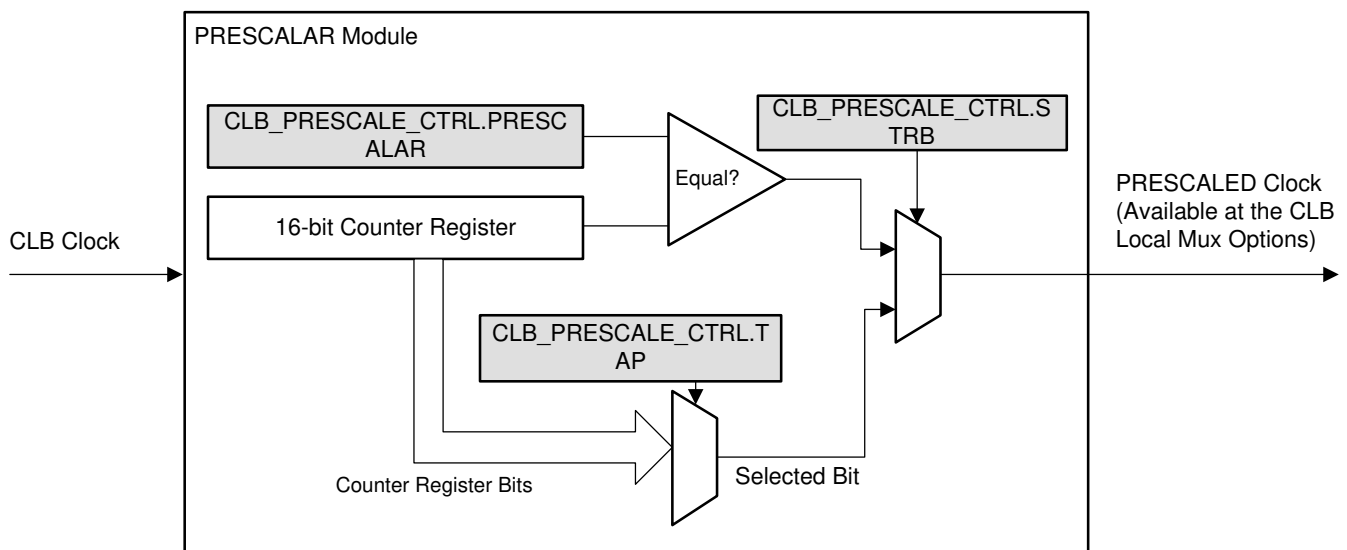 PRESCALAR Module
CLB_PRESCALE_CTRL.PRESC
ALAR
CLB_PRESCALE_CTRL.S
TRB
Equal?
16-bit Counter Register
CLB Clock
PRESCALED Clock
(Available at the CLB
Local Mux Options)
CLB_PRESCALE_CTRL.T
AP
Counter Register Bits
Selected Bit